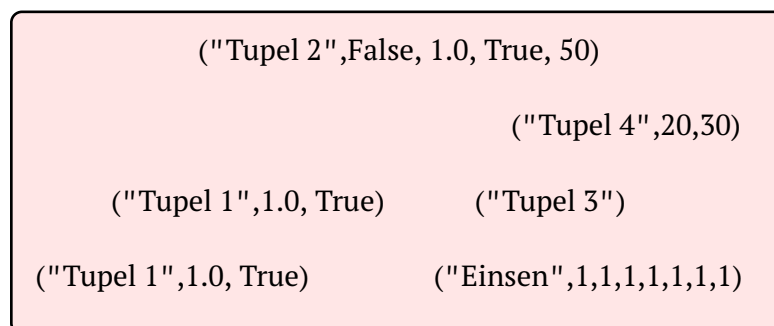 ("Tupel 2",False, 1.0, True, 50)
("Tupel 4",20,30)
("Tupel 1",1.0, True) ("Tupel 3")
("Tupel 1",1.0, True) ("Einsen",1,1,1,1,1,1,1)